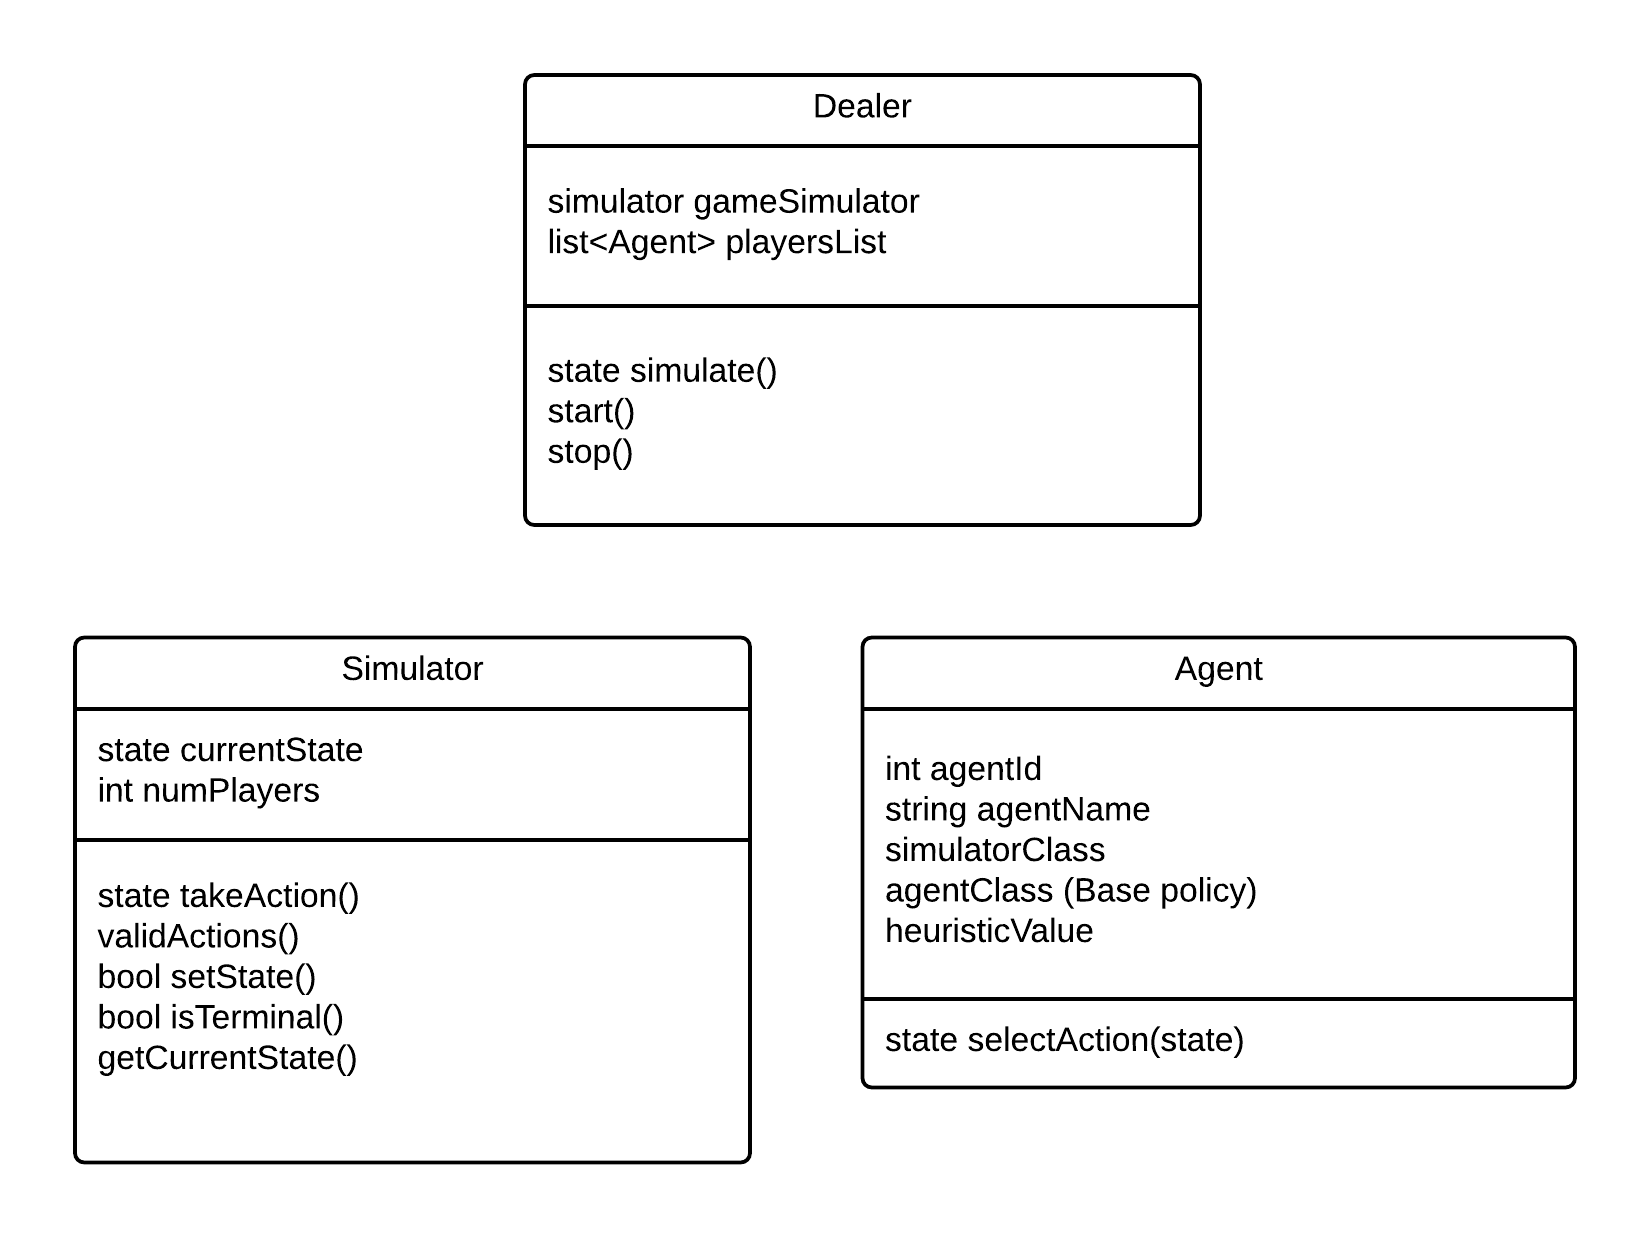 Dealer
simulator gameSimulator
list<Agent> playersList
state simulate()
start()
stop()
Simulator
state currentState
int numPlayers
state takeAction()
validActions()
bool setState()
bool isTerminal()
getCurrentState()
Agent
int agentId
string agentName
simulatorClass
agentClass (Base policy)
heuristicValue
state selectAction(state)